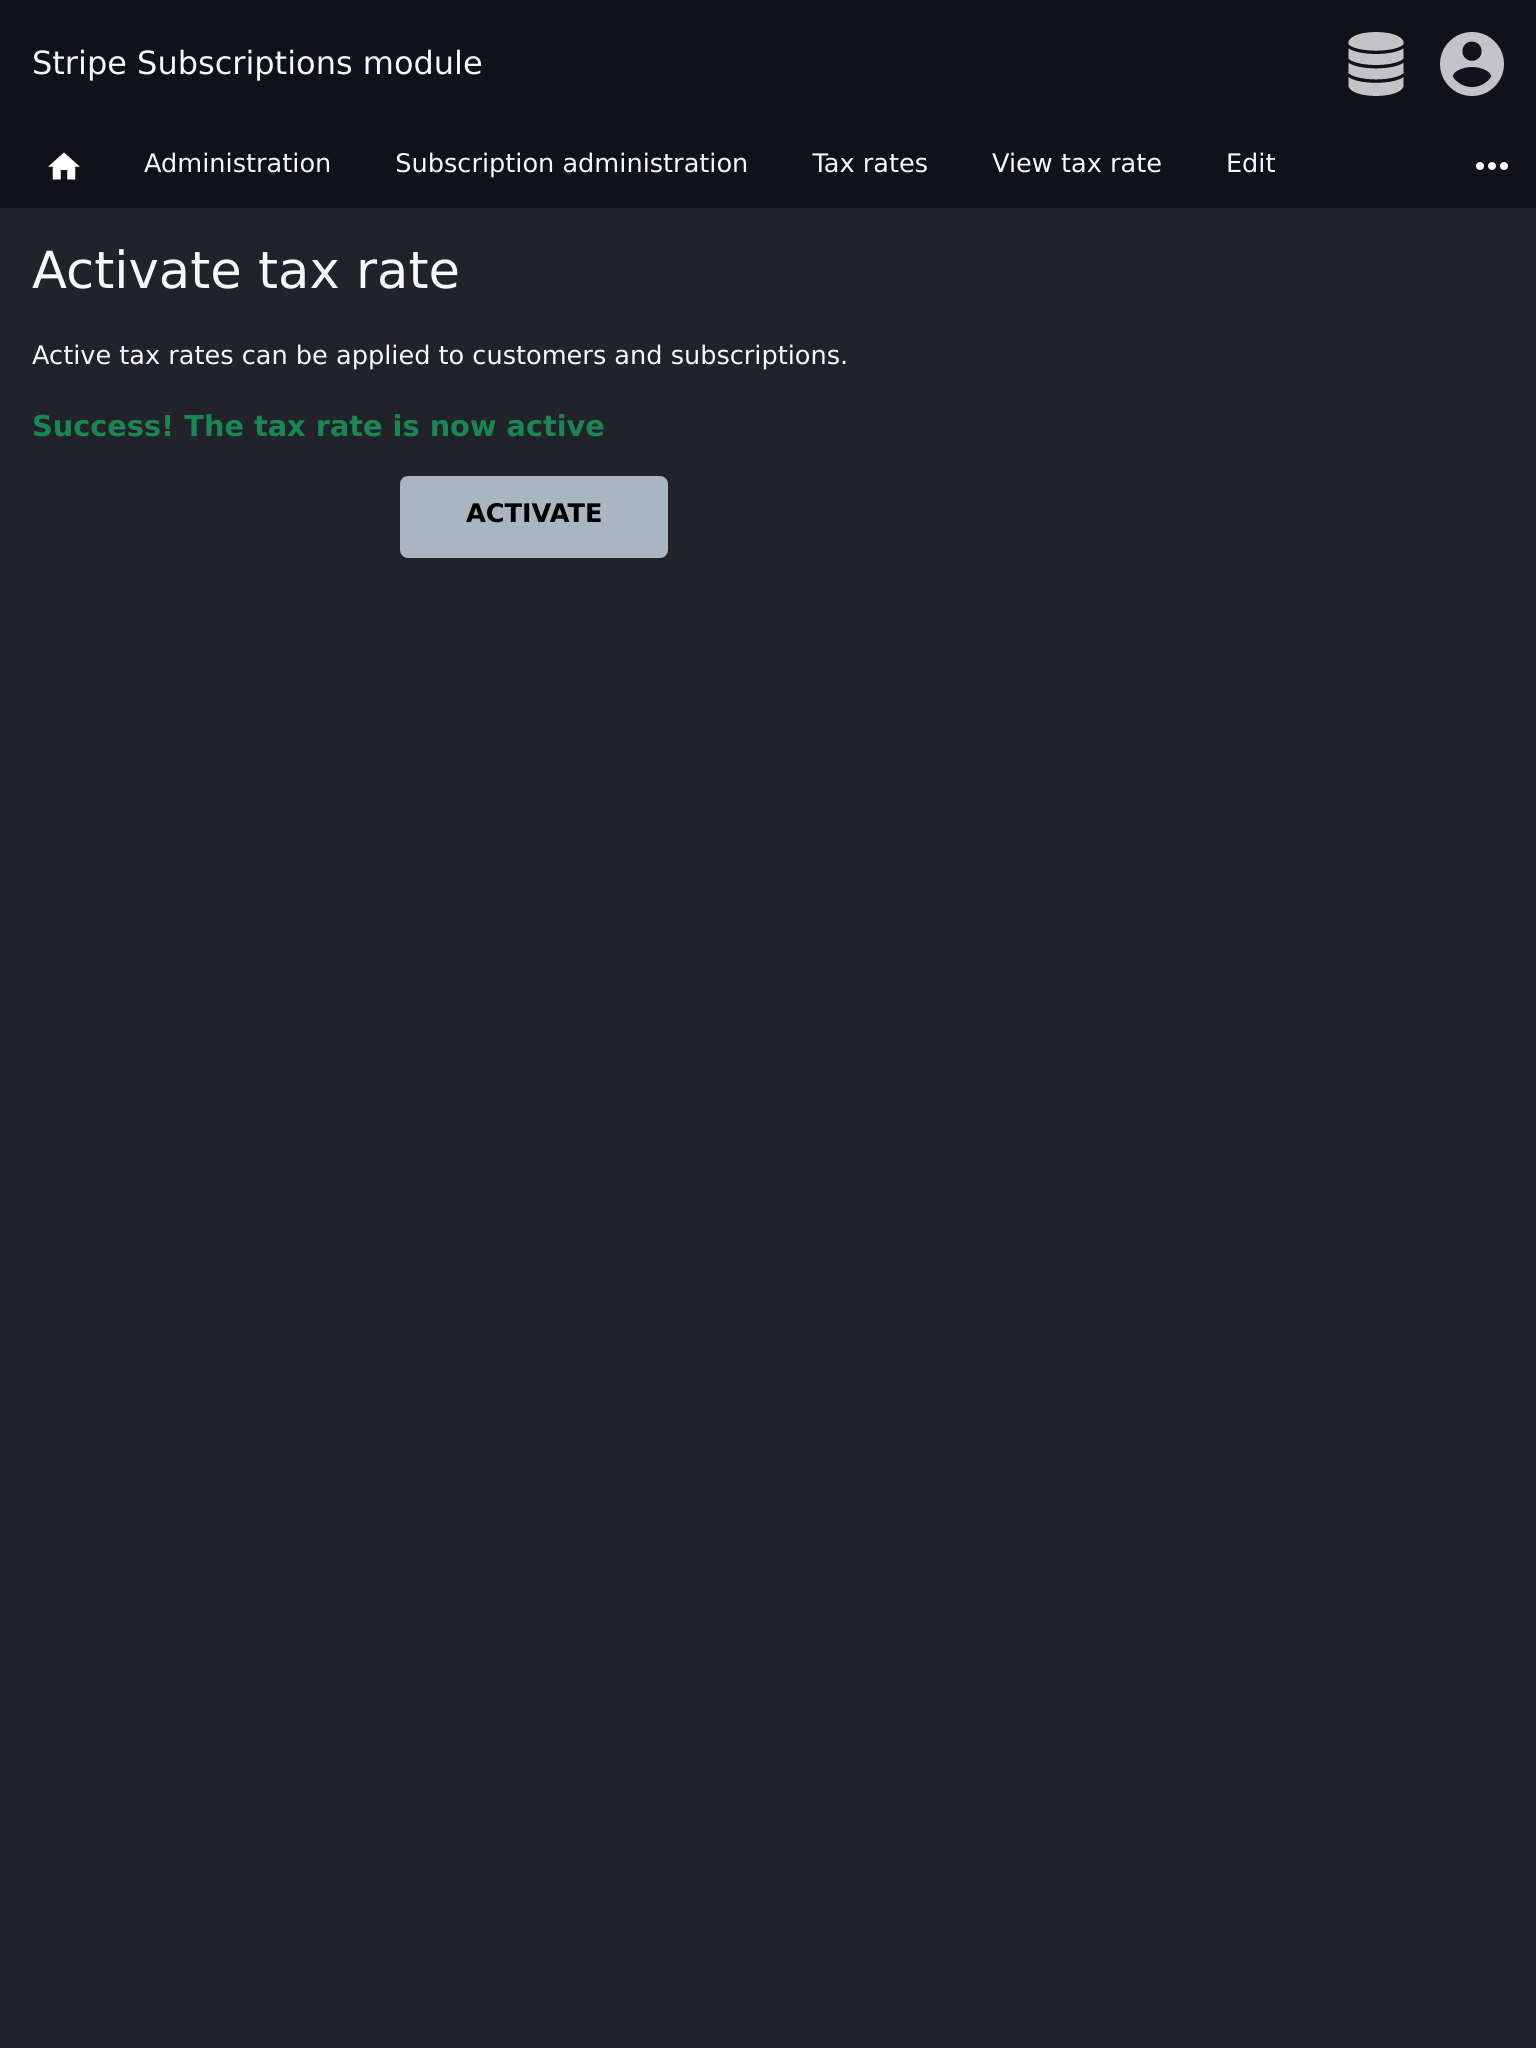 Stripe Subscriptions module
Administration Subscription administration Tax rates View tax rate Edit
Activate tax rate
Active tax rates can be applied to customers and subscriptions.
Success! The tax rate is now active
ACTIVATE